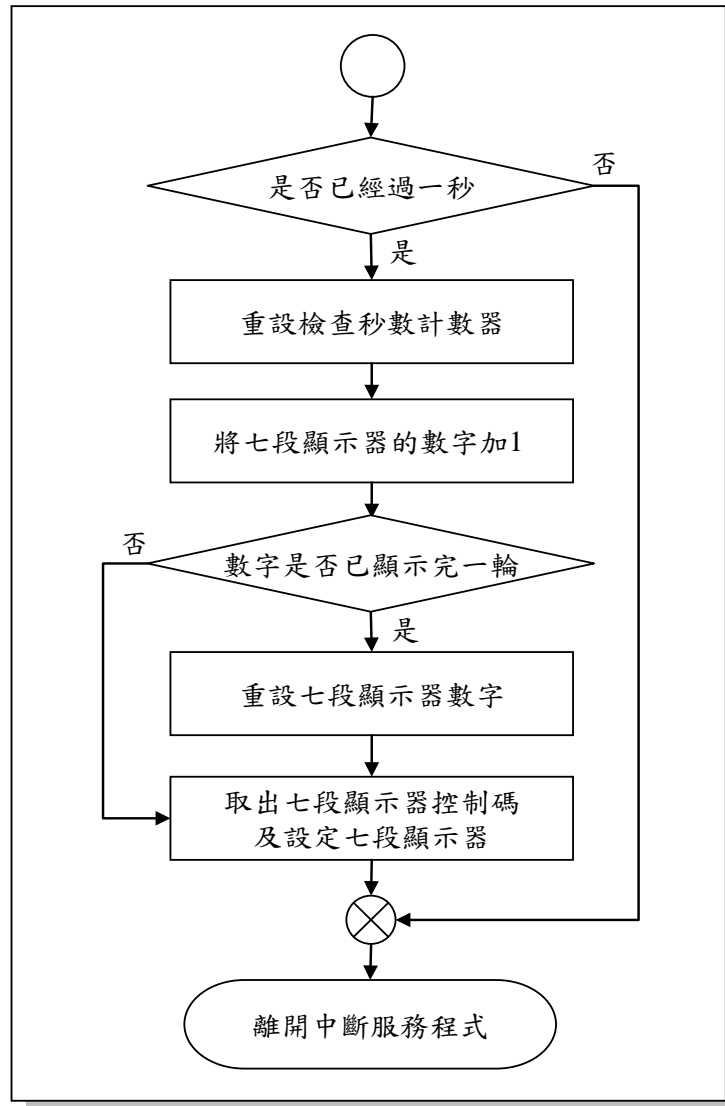 是否已經過一秒
否
是
重設檢查秒數計數器
將七段顯示器的數字加1
否
數字是否已顯示完一輪
是
重設七段顯示器數字
取出七段顯示器控制碼
及設定七段顯示器
離開中斷服務程式